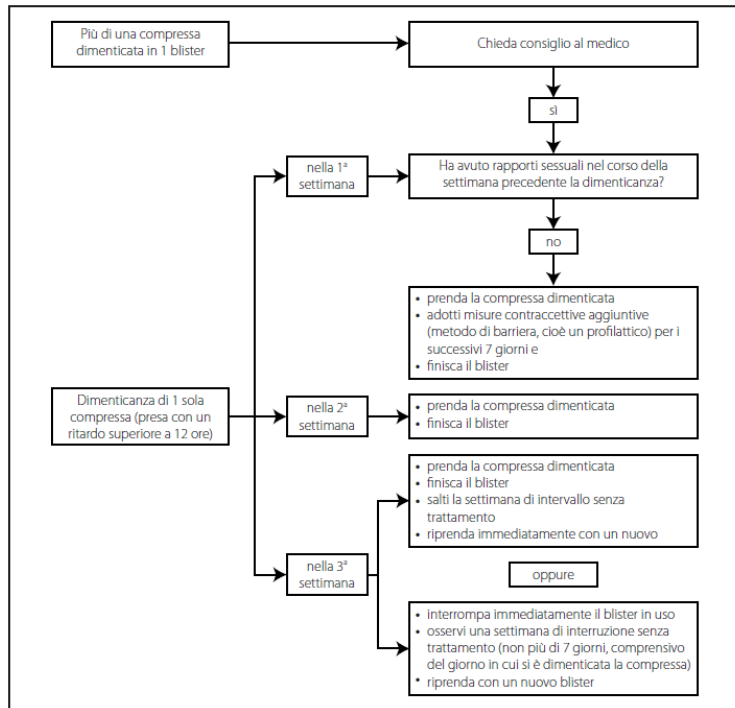 Più di una compressa
dimenticata in 1 blister
Chieda consiglio al medico
sì
nella 1ª
settimana
Ha avuto rapporti sessuali nel corso della
settimana precedente la dimenticanza?
no
• prenda la compressa dimenticata
• adotti misure contraccettive aggiuntive
(metodo di barriera, cioè un profilattico) per i
successivi 7 giorni e
• finisca il blister
Dimenticanza di 1 sola
compressa (presa con un
ritardo superiore a 12 ore)
nella 2ª
settimana
• prenda la compressa dimenticata
• finisca il blister
• prenda la compressa dimenticata
• finisca il blister
• salti la settimana di intervallo senza
trattamento
• riprenda immediatamente con un nuovo
nella 3ª
settimana
oppure
• interrompa immediatamente il blister in uso
• osservi una settimana di interruzione senza
trattamento (non più di 7 giorni, comprensivo
del giorno in cui si è dimenticata la compressa)
• riprenda con un nuovo blister